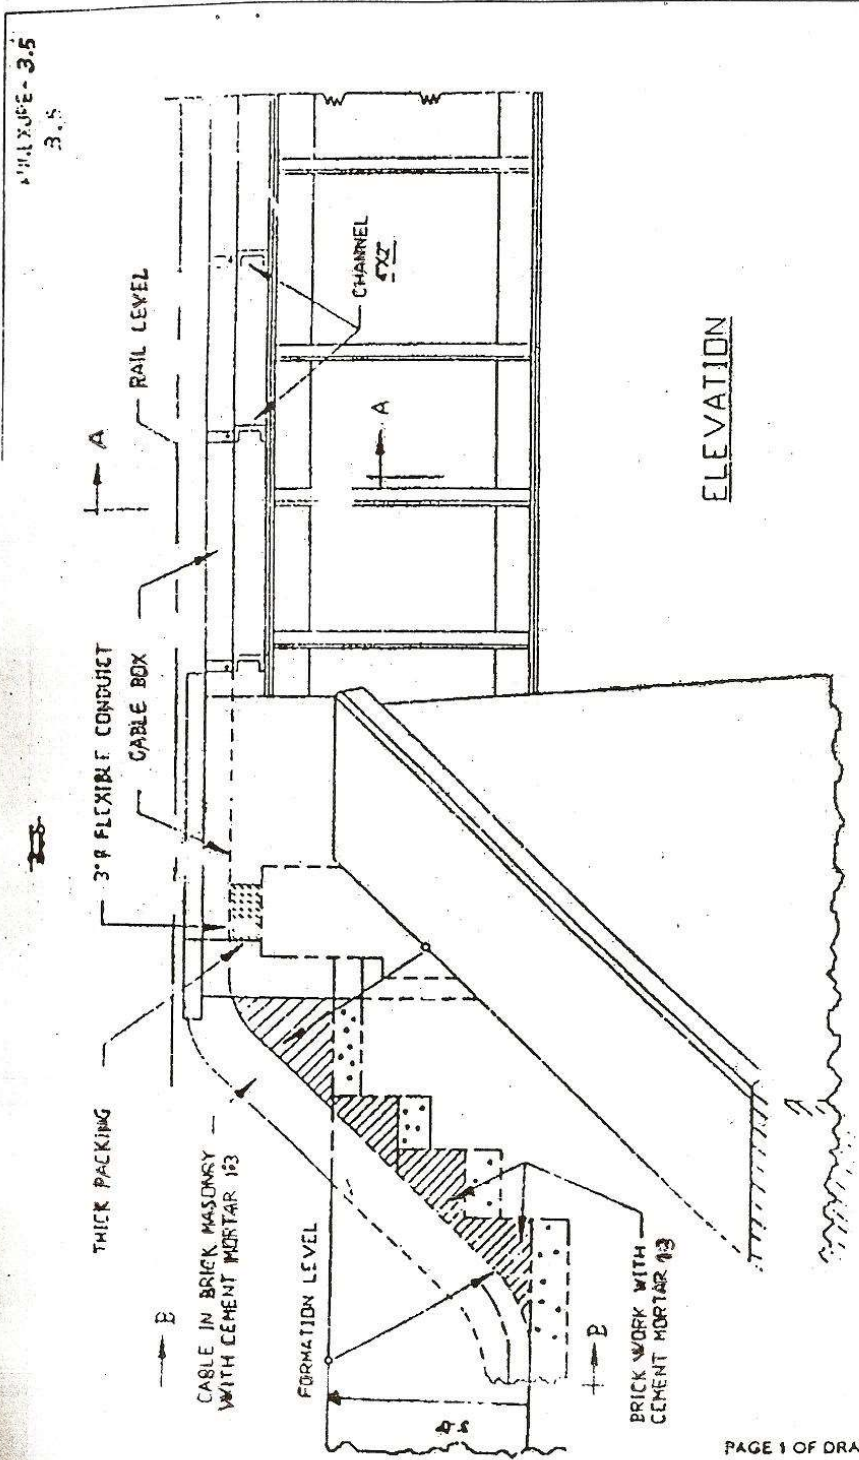 3.5
RAIL LEVEL
A
CHANNEL
A
3"φ FLEXIBLE CONDUIET
CABLE BOX
ELEVATION
THICK PACKING
B
CABLE IN BRICK MASONRY
WITH CEMENT MORTAR 1:3
FORMATION LEVEL
B
BRICK WORK WITH
CEMENT MORTAR 1:3
PAGE 1 OF DRA